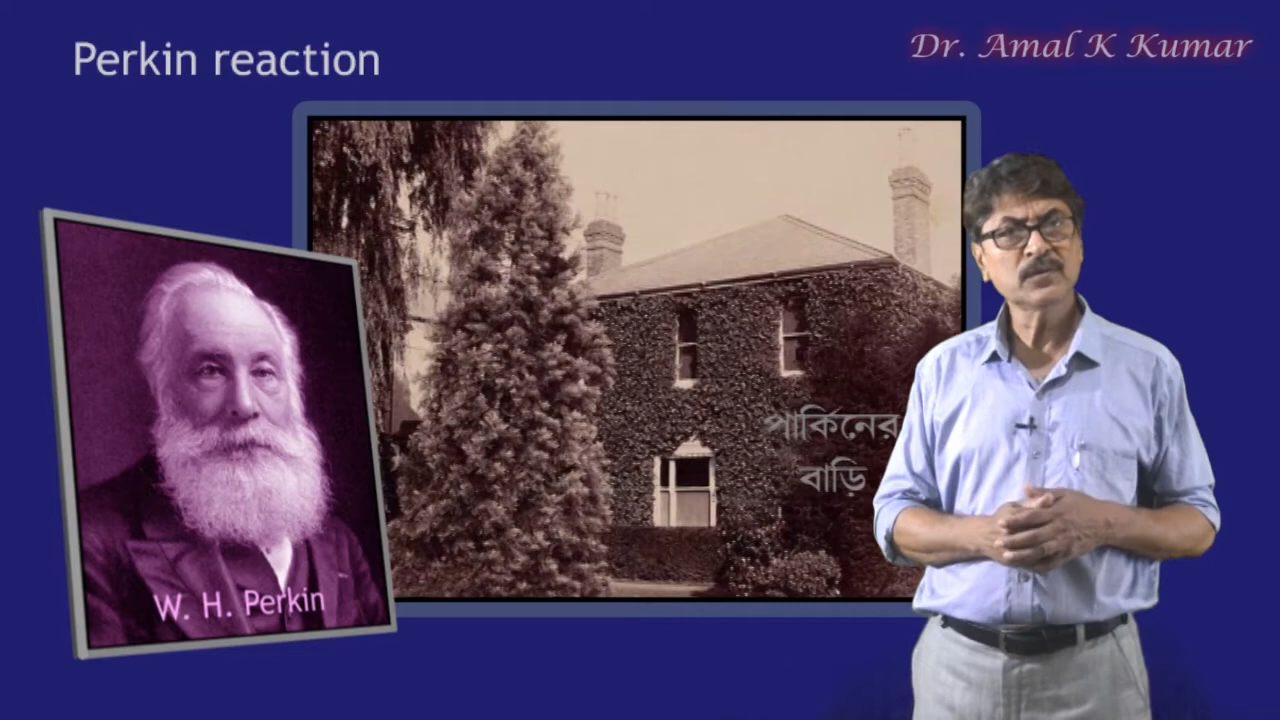 Perkin reaction
Dr. Amal K Kumar
পার্কিনের
বাড়ি
W. H. Perkin